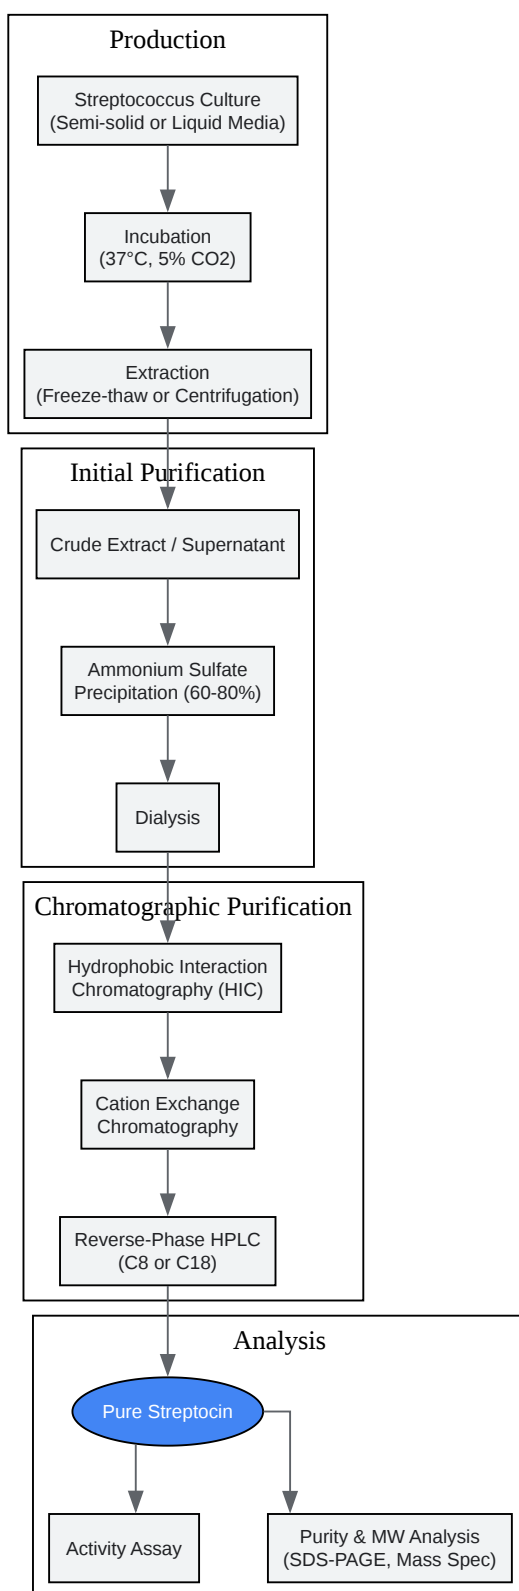 Production
Streptococcus Culture
(Semi-solid or Liquid Media)
Incubation
(37°C, 5% CO2)
Extraction
(Freeze-thaw or Centrifugation)
Initial Purification
Crude Extract / Supernatant
Ammonium Sulfate
Precipitation (60-80%)
Dialysis
Chromatographic Purification
Hydrophobic Interaction
Chromatography (HIC)
Cation Exchange
Chromatography
Reverse-Phase HPLC
(C8 or C18)
Analysis
Pure Streptocin
Activity Assay
Purity & MW Analysis
(SDS-PAGE, Mass Spec)